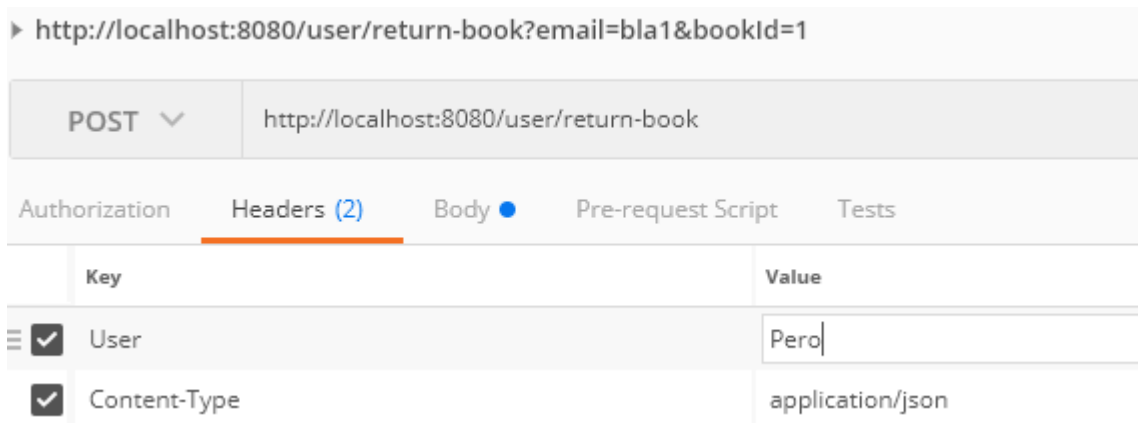 http://localhost:8080/user/return-book?email=bla1&bookId=1
POST http://localhost:8080/user/return-book
Authorization Headers (2) Body Pre-request Script Tests
Key Value
User Pero
Content-Type application/json